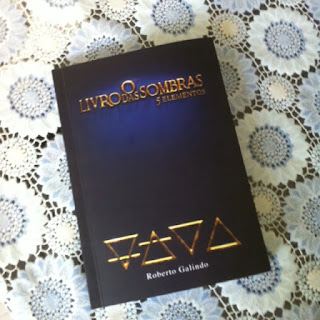 O
LIVRO DAS SOMBRAS
5 ELEMENTOS
Roberto Galindo